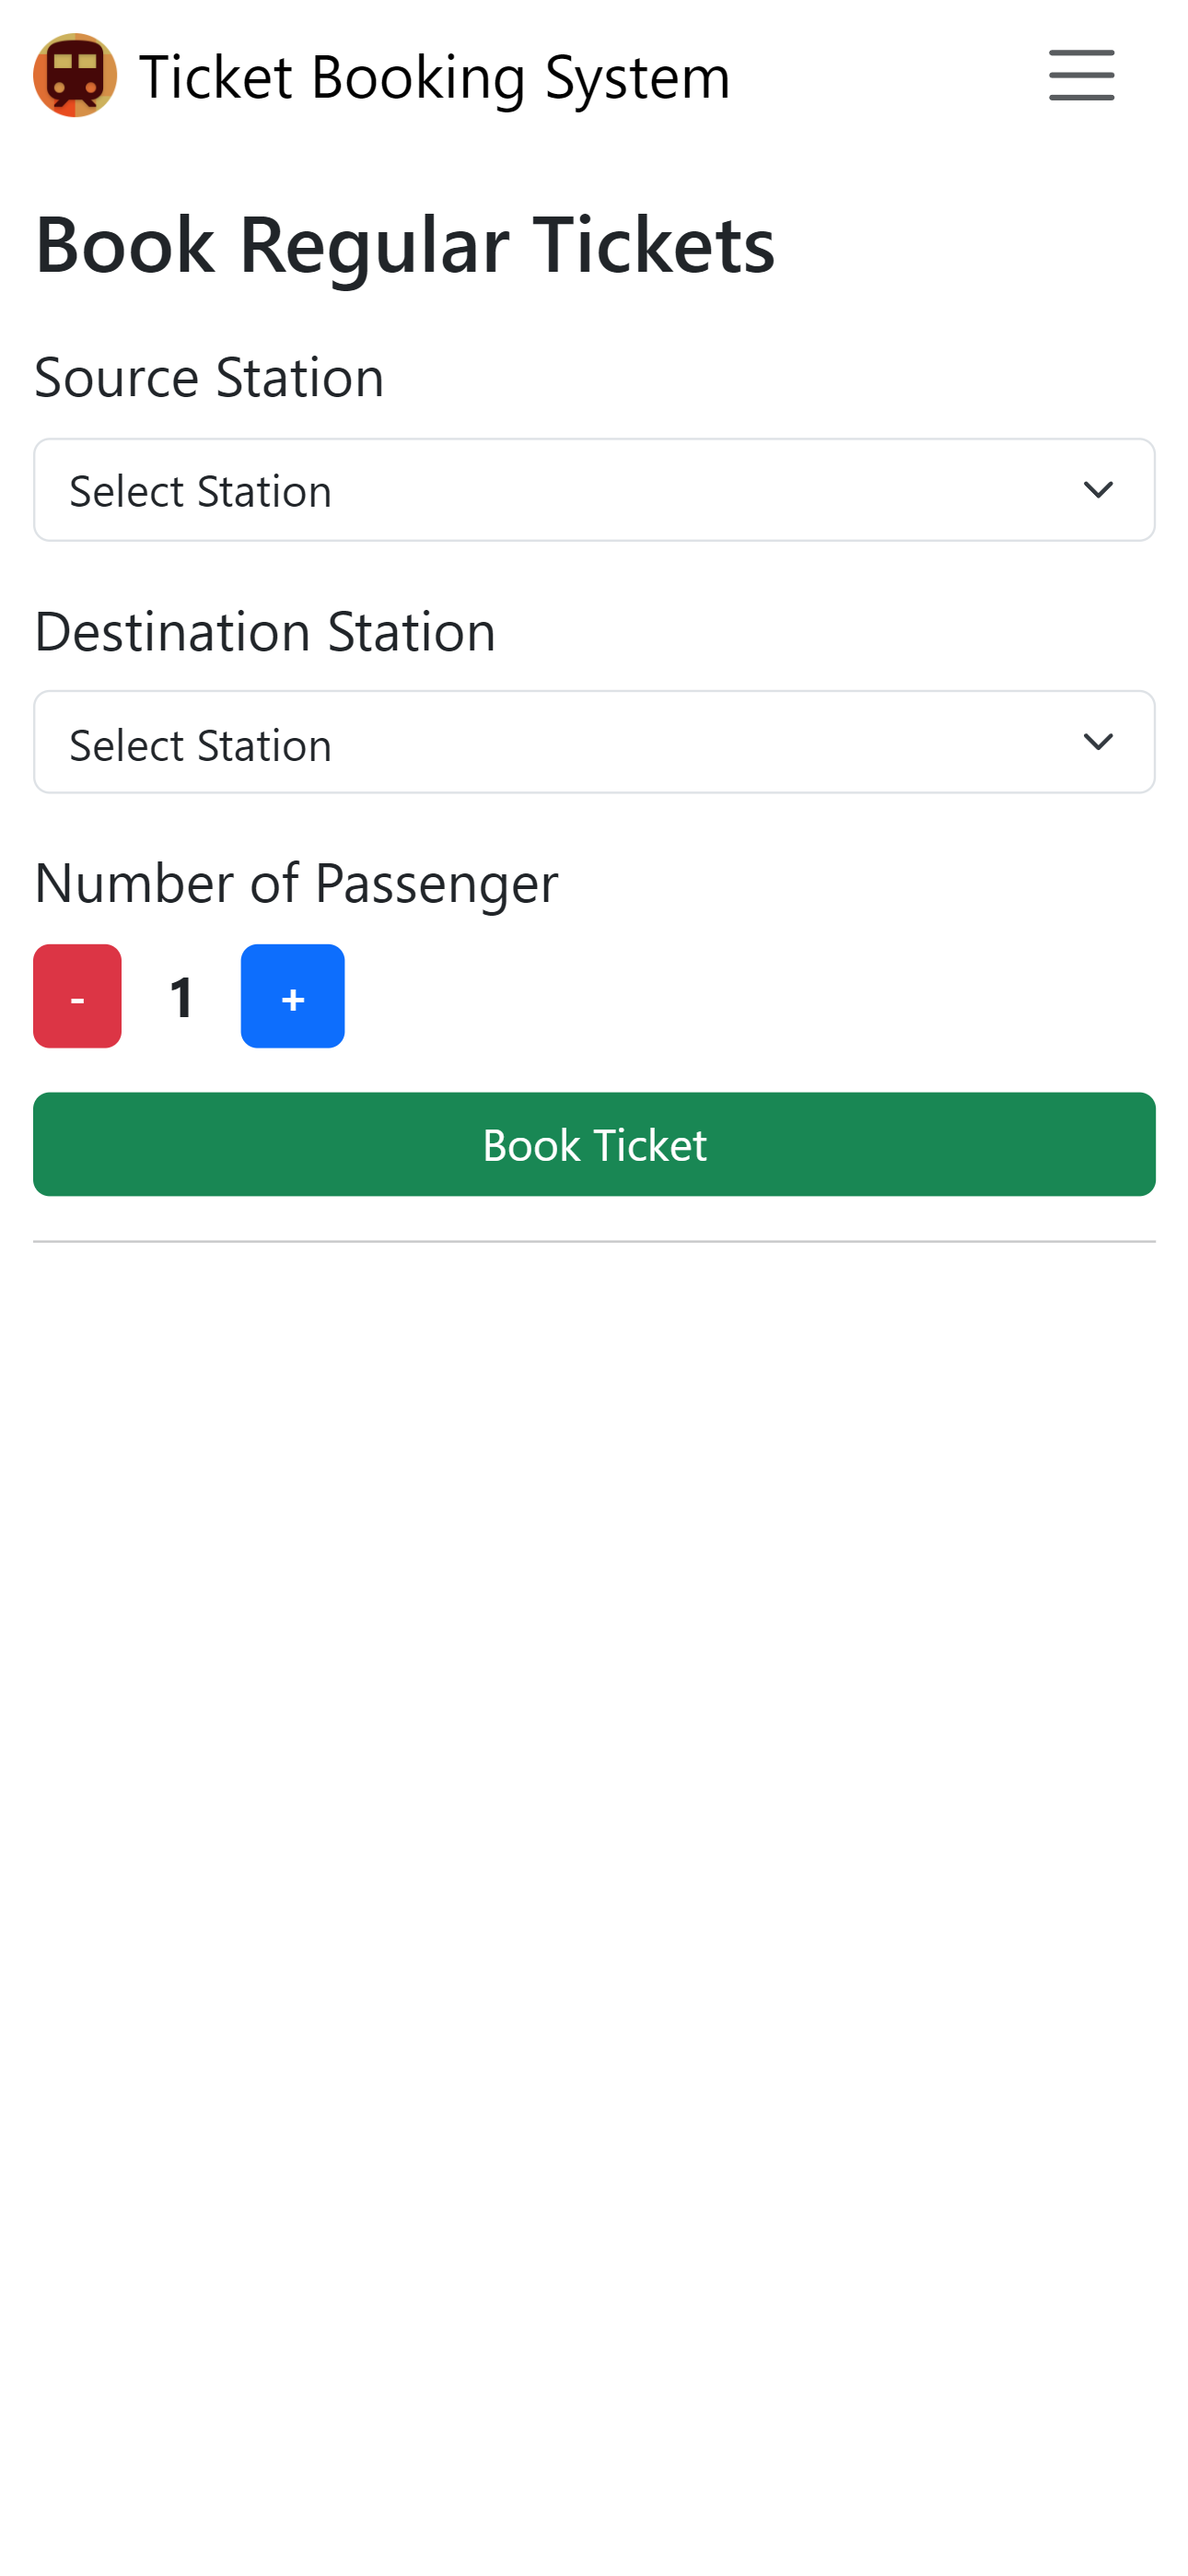 Ticket Booking System
Book Regular Tickets
Source Station
Select Station
Destination Station
Select Station
Number of Passenger
- 1 +
Book Ticket